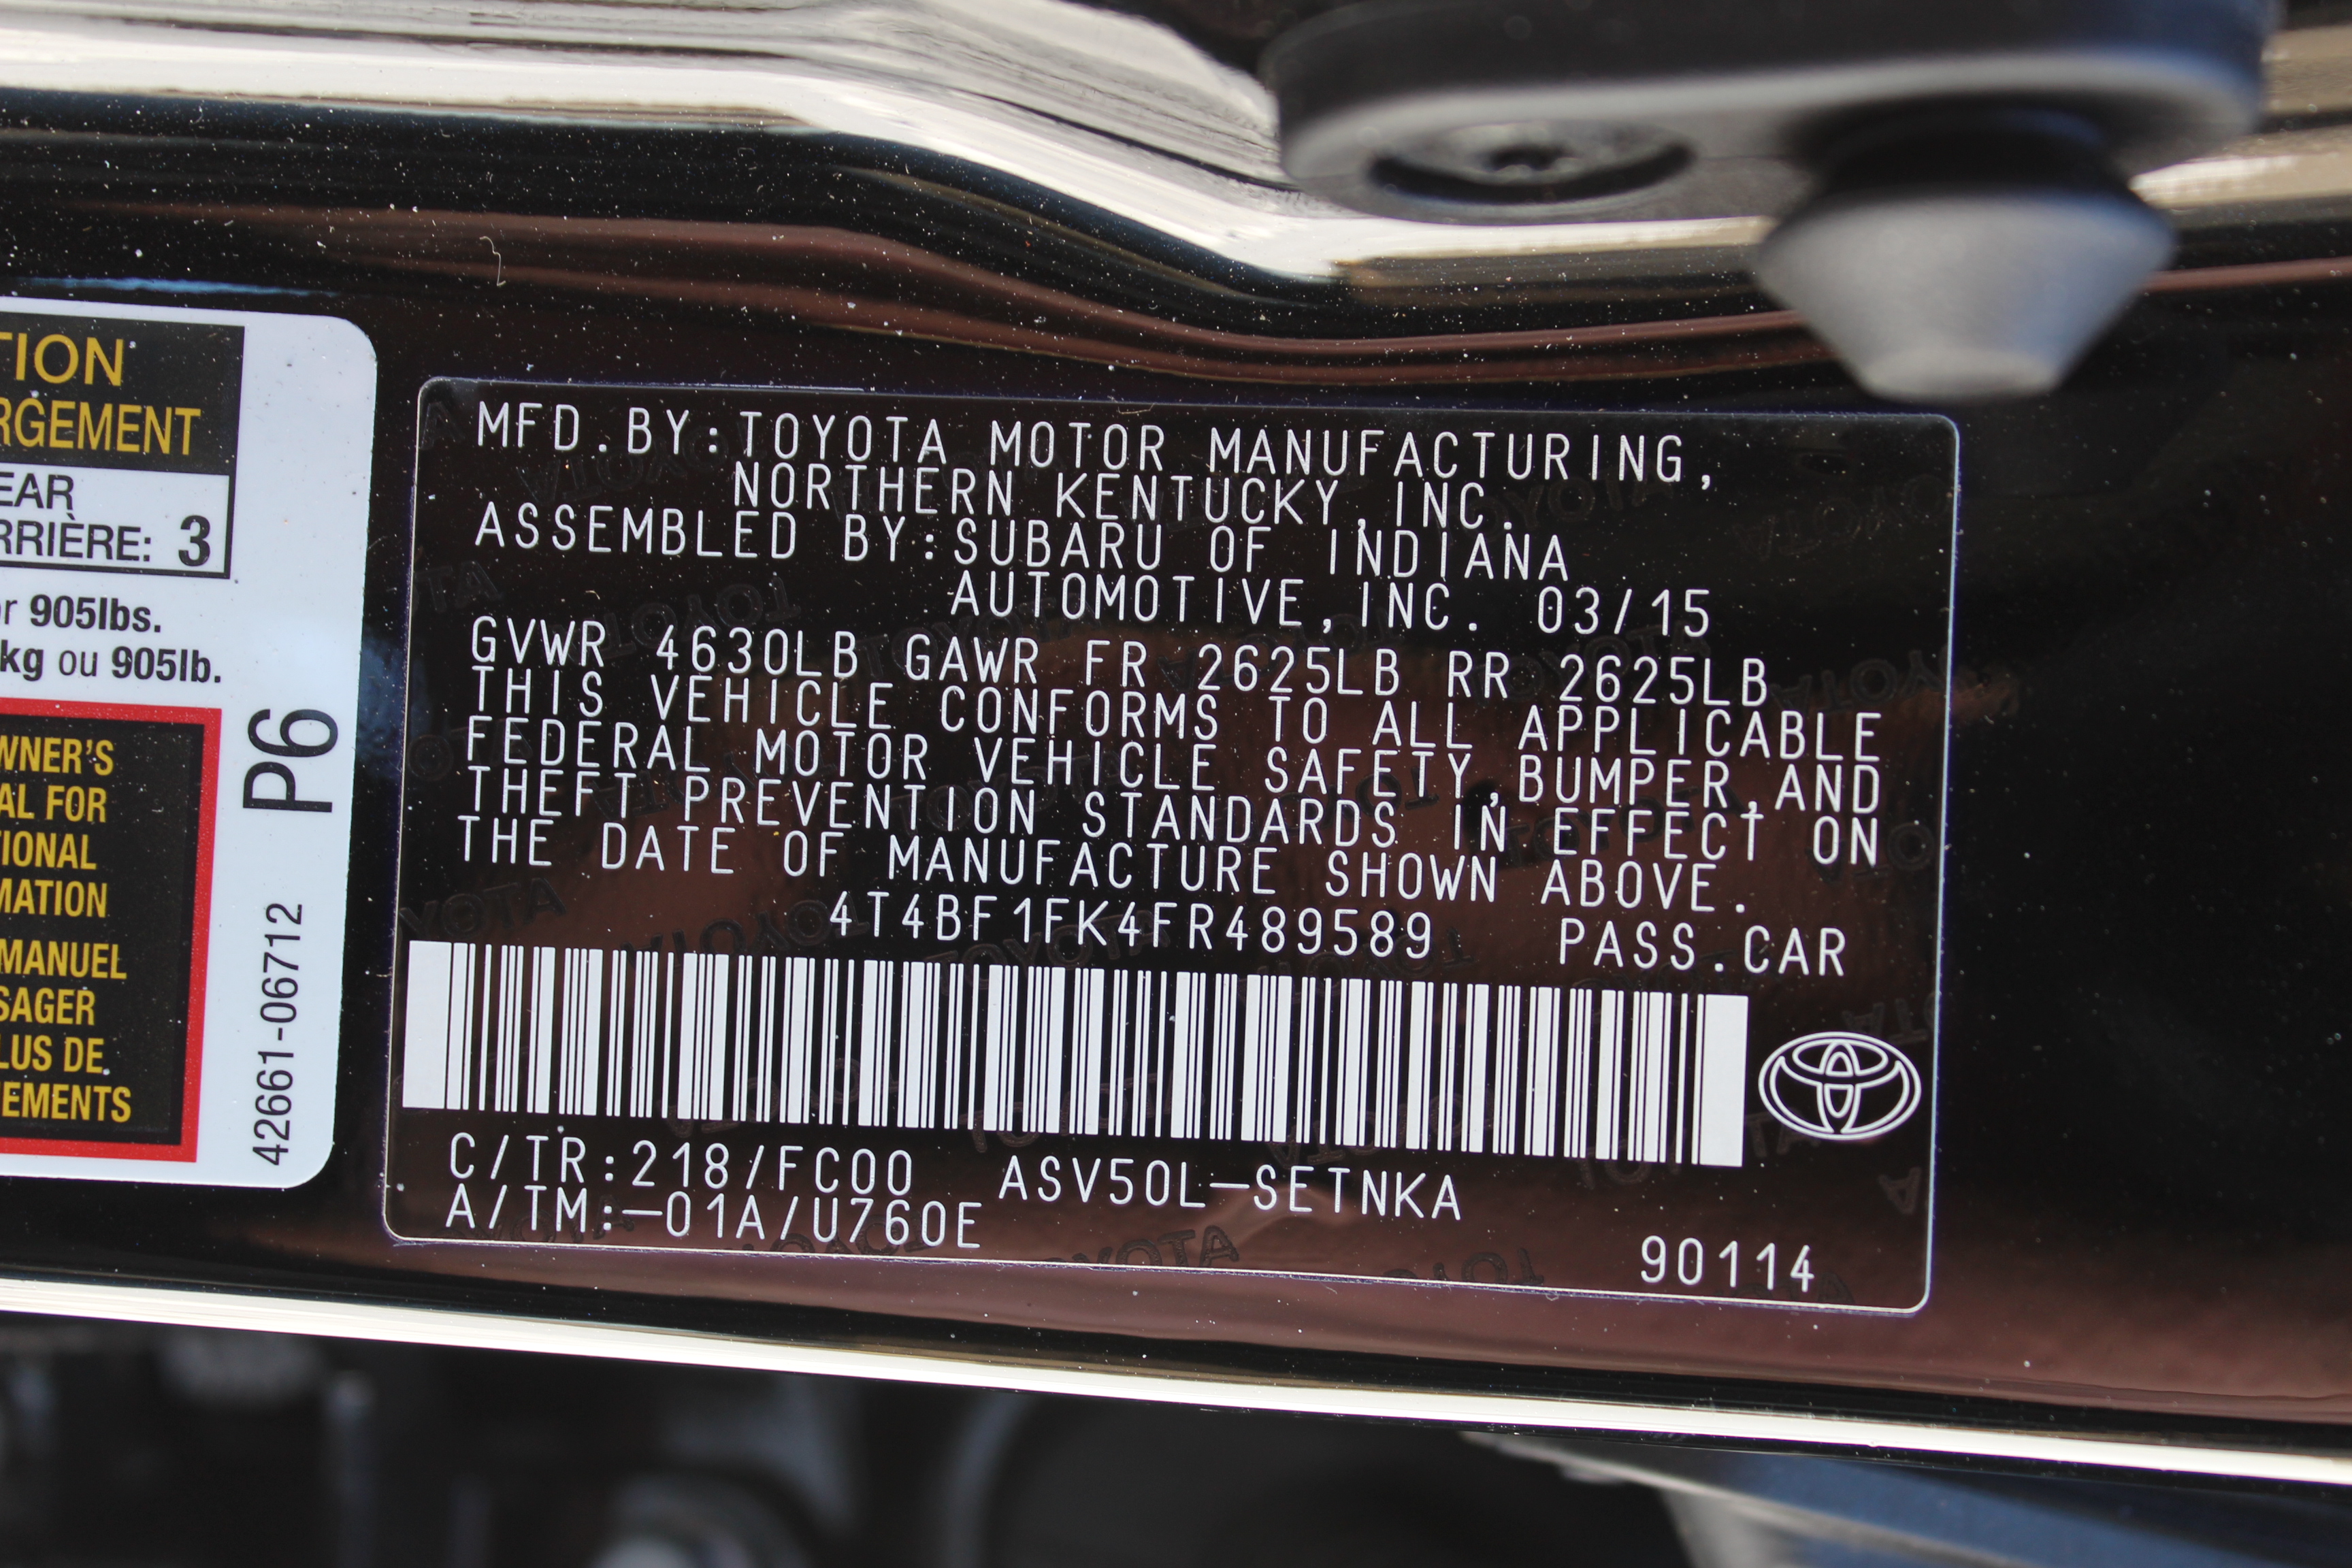 TION
RGEMENT
EAR
RRIÈRE: 3
or 905lbs.
kg ou 905lb.
WNER'S
AL FOR
TIONAL
MATION
MANUEL
SAGER
LUS DE
EMENTS
P6
42661-06712
MFD.BY:TOYOTA MOTOR MANUFACTURING,
NORTHERN KENTUCKY,INC.
ASSEMBLED BY:SUBARU OF INDIANA
AUTOMOTIVE,INC. 03/15
GVWR 4630LB GAWR FR 2625LB RR 2625LB
THIS VEHICLE CONFORMS TO ALL APPLICABLE
FEDERAL MOTOR VEHICLE SAFETY,BUMPER,AND
THEFT PREVENTION STANDARDS IN EFFECT ON
THE DATE OF MANUFACTURE SHOWN ABOVE.
4T4BF1FK4FR489589 PASS.CAR
C/TR:218/FC00 ASV50L-SETNKA
A/TM:-01A/U760E
90114